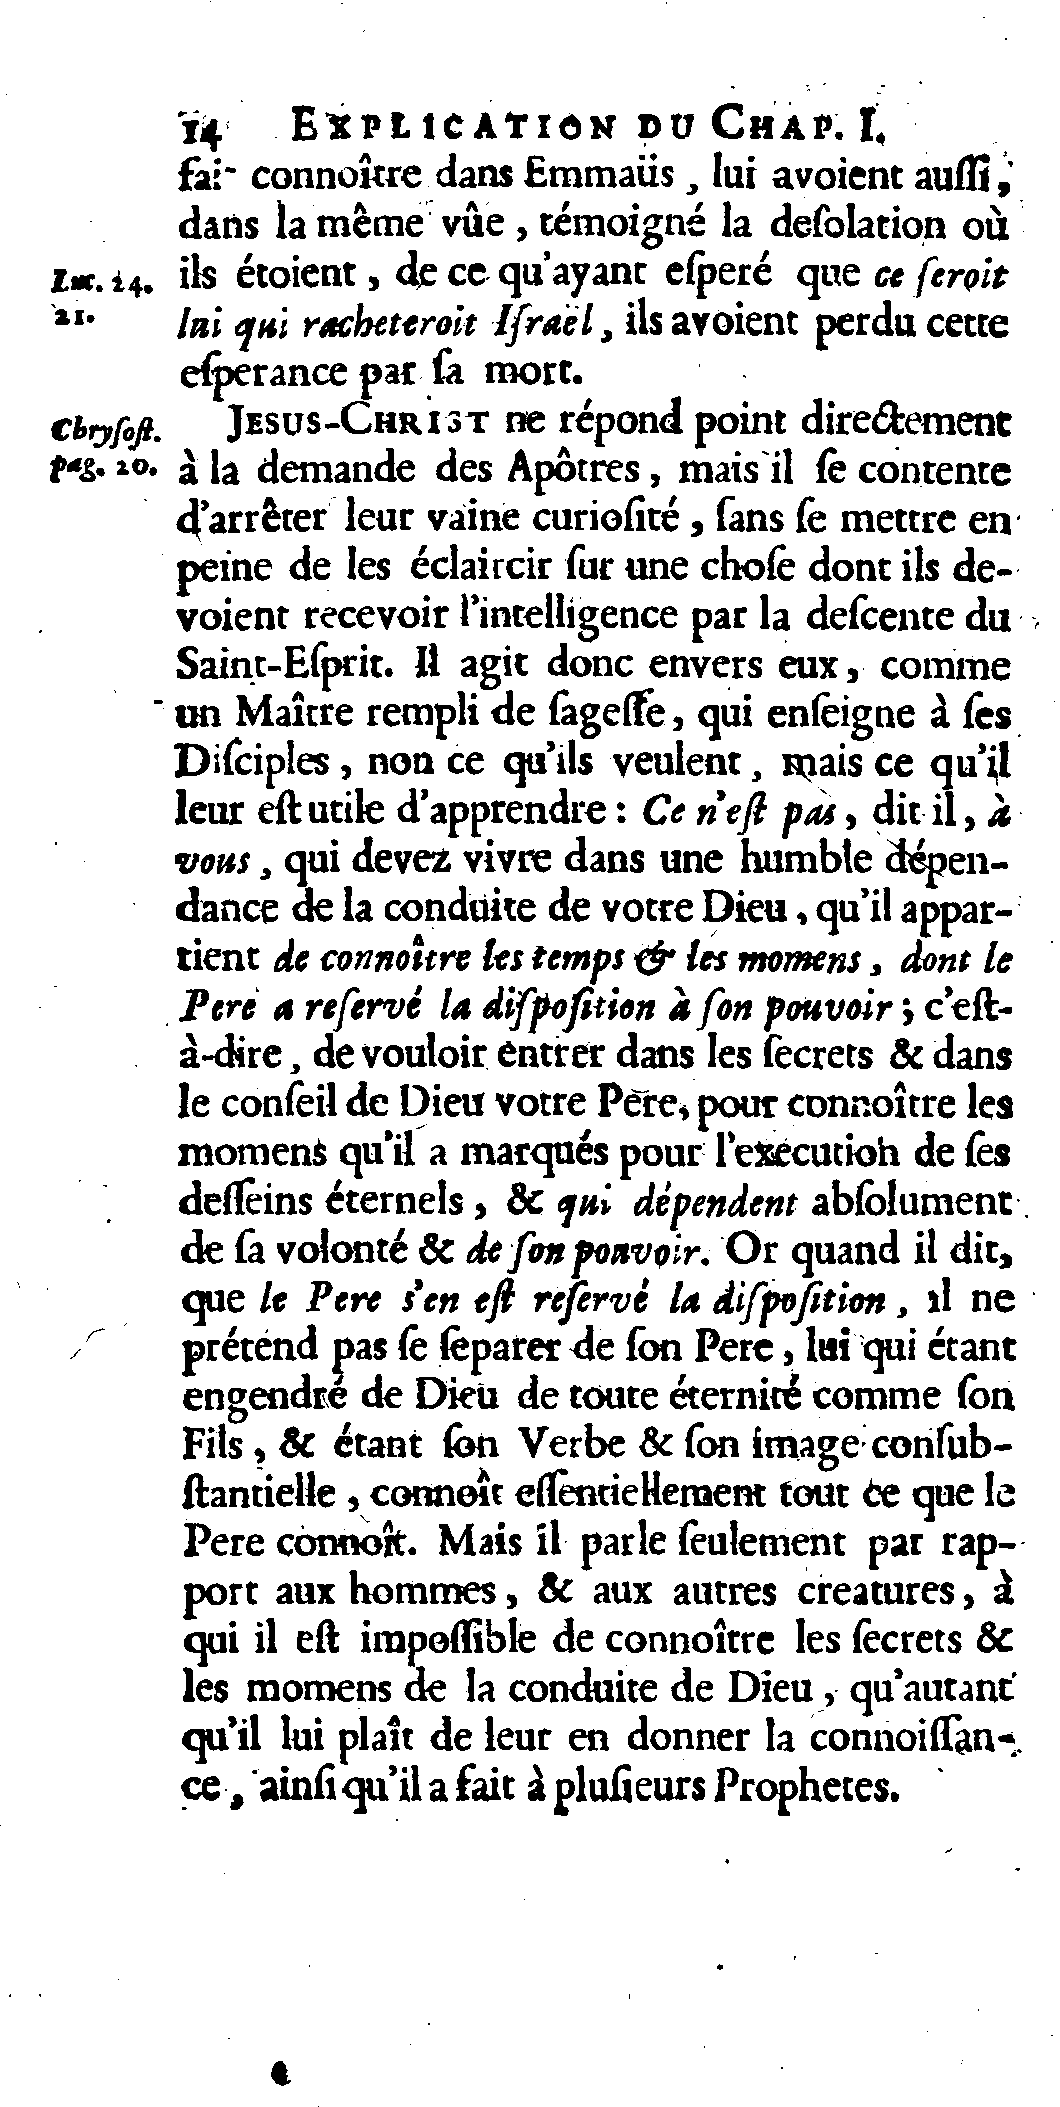 14 EXPLICATION DU CHAP. I.
fai- connoître dans Emmaüs, lui avoient auſſi,
dans la même vûe, témoigné la deſolation où
Luc. 24. ils étoient, de ce qu'ayant eſperé que ce ſeroit
21. lui qui racheteroit Iſraël, ils avoient perdu cette
eſperance par ſa mort.
Chryſoſt. JESUS-CHRIST ne répond point directement
pag. 20. à la demande des Apôtres, mais il ſe contente
d'arrêter leur vaine curioſité, ſans ſe mettre en
peine de les éclaircir ſur une choſe dont ils de-
voient recevoir l'intelligence par la deſcente du
Saint-Eſprit. Il agit donc envers eux, comme
un Maître rempli de ſageſſe, qui enſeigne à ſes
Diſciples, non ce qu'ils veulent, mais ce qu'il
leur eſt utile d'apprendre: Ce n'eſt pas, dit-il, à
vous, qui devez vivre dans une humble dépen-
dance de la conduite de votre Dieu, qu'il appar-
tient de connoître les temps & les momens, dont le
Pere a reſervé la diſpoſition à ſon pouvoir; c'eſt-
à-dire, de vouloir entrer dans les ſecrets & dans
le conſeil de Dieu votre Pere, pour connoître les
momens qu'il a marqués pour l'execution de ſes
deſſeins éternels, & qui dépendent abſolument
de ſa volonté & de ſon pouvoir. Or quand il dit,
que le Pere s'en eſt reſervé la diſpoſition, il ne
prétend pas ſe ſeparer de ſon Pere, lui qui étant
engendré de Dieu de toute éternité comme ſon
Fils, & étant ſon Verbe & ſon image conſub-
ſtantielle, connoît eſſentiellement tout ce que le
Pere connoît. Mais il parle ſeulement par rap-
port aux hommes, & aux autres creatures, à
qui il eſt impoſſible de connoître les ſecrets &
les momens de la conduite de Dieu, qu'autant
qu'il lui plaît de leur en donner la connoiſſan-
ce, ainſi qu'il a fait à pluſieurs Prophetes.